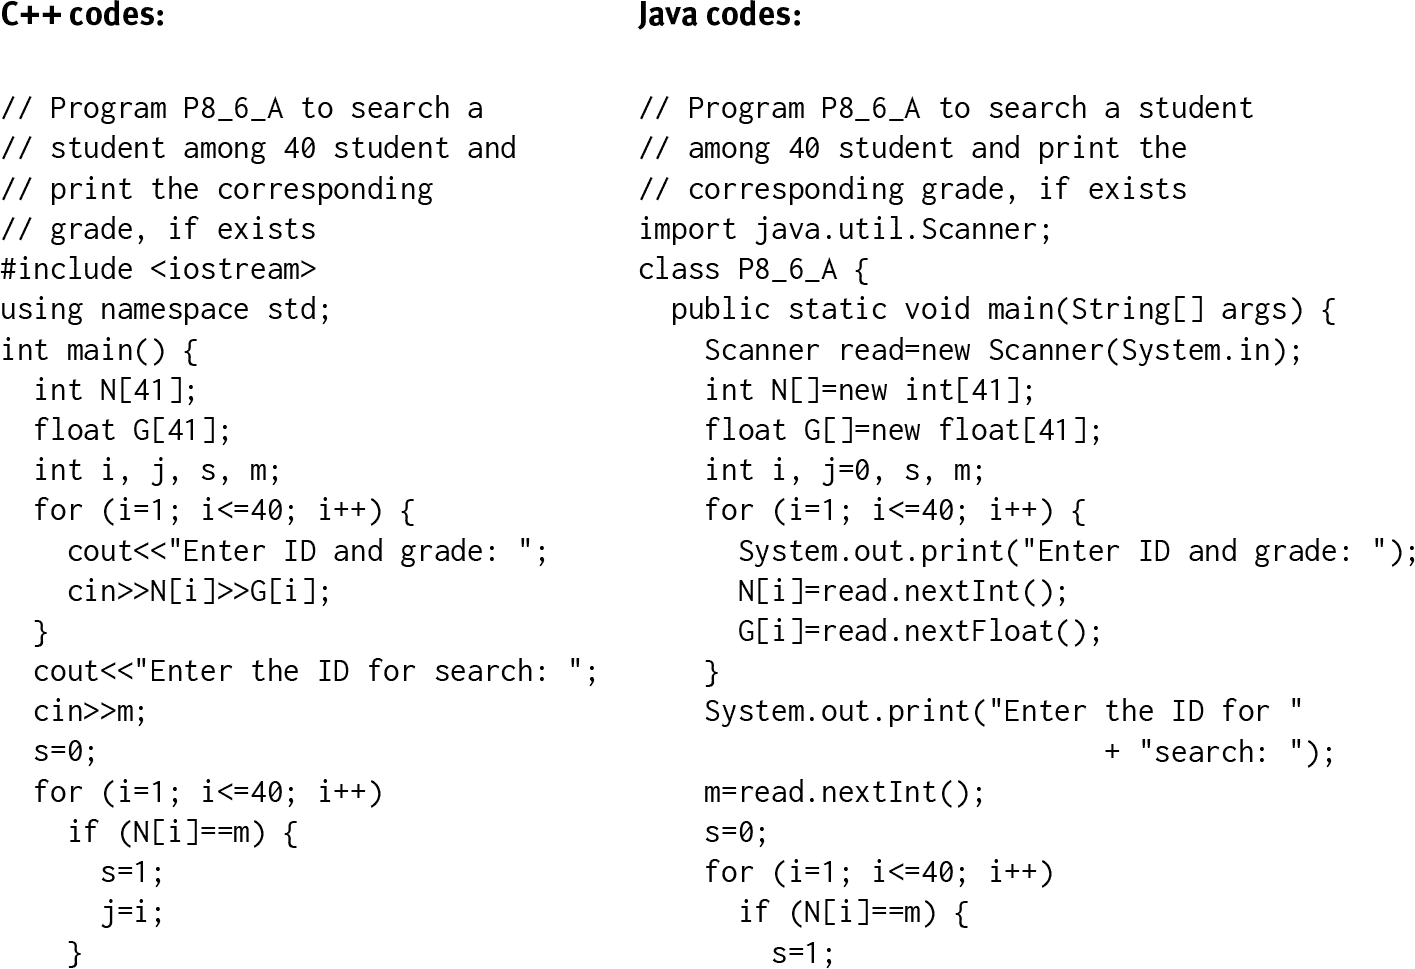 C++ codes:
// Program P8_6_A to search a
// student among 40 student and
// print the corresponding
// grade, if exists
#include <iostream>
using namespace std;
int main() {
  int N[41];
  float G[41];
  int i, j, s, m;
  for (i=1; i<=40; i++) {
    cout<<"Enter ID and grade: ";
    cin>>N[i]>>G[i];
  }
  cout<<"Enter the ID for search: ";
  cin>>m;
  s=0;
  for (i=1; i<=40; i++)
    if (N[i]==m) {
      s=1;
      j=i;
    }
Java codes:
// Program P8_6_A to search a student
// among 40 student and print the
// corresponding grade, if exists
import java.util.Scanner;
class P8_6_A {
  public static void main(String[] args) {
    Scanner read=new Scanner(System.in);
    int N[]=new int[41];
    float G[]=new float[41];
    int i, j=0, s, m;
    for (i=1; i<=40; i++) {
      System.out.print("Enter ID and grade: ");
      N[i]=read.nextInt();
      G[i]=read.nextFloat();
    }
    System.out.print("Enter the ID for "
                            + "search: ");
    m=read.nextInt();
    s=0;
    for (i=1; i<=40; i++)
      if (N[i]==m) {
        s=1;